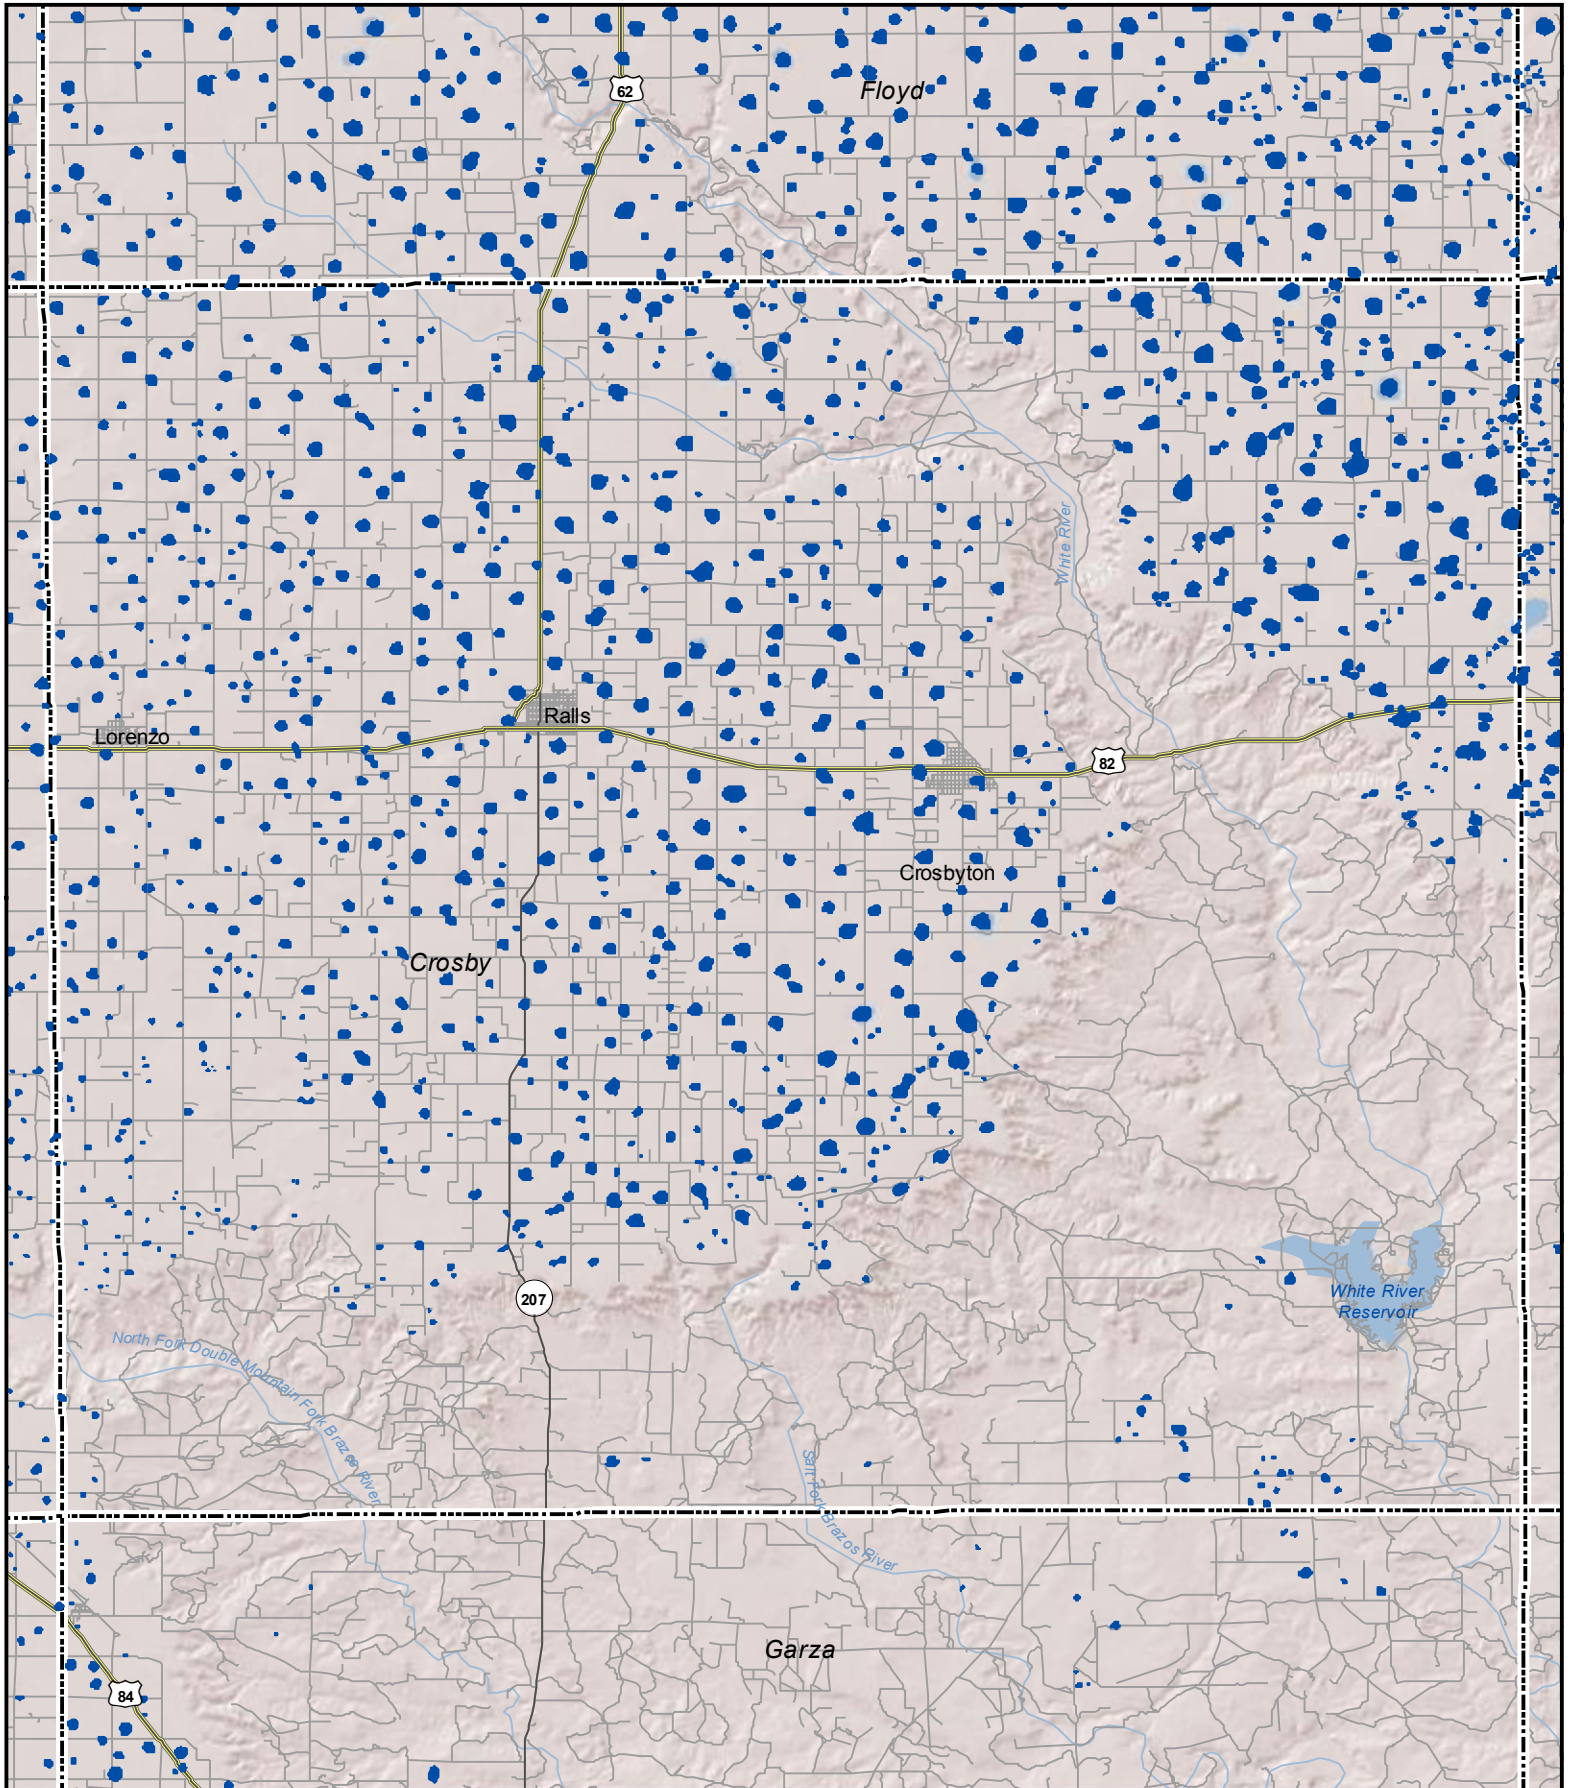 62
Floyd
White River
Ralls
Lorenzo
82
Crosbyton
Crosby
207
White River
Reservoir
North Fork Double Mountain Fork Brazos River
Salt Fork Brazos River
Garza
84